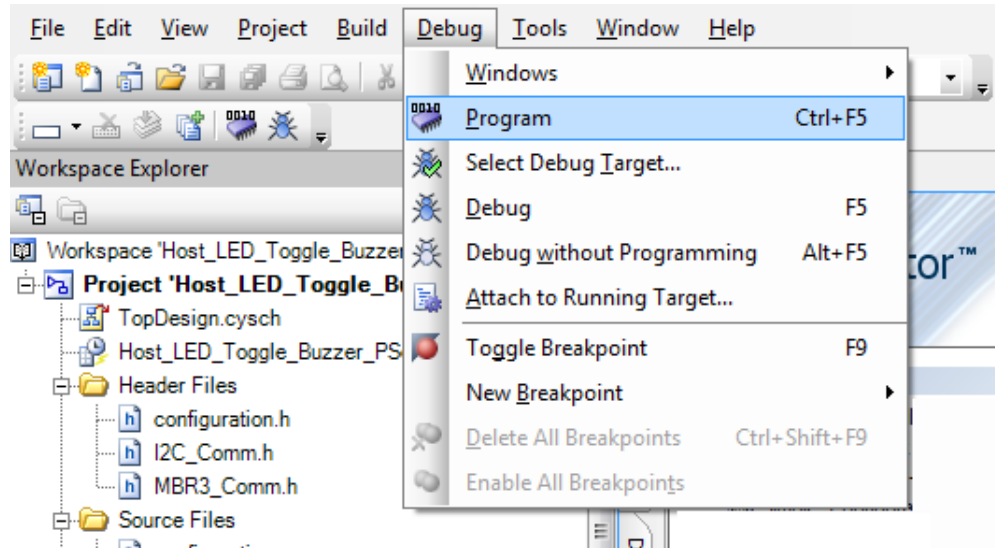 File Edit View Project Build Debug Tools Window Help
Windows
Program Ctrl+F5
Select Debug Target...
Debug F5
Debug without Programming Alt+F5
Attach to Running Target...
Toggle Breakpoint F9
New Breakpoint
Delete All Breakpoints Ctrl+Shift+F9
Enable All Breakpoints
Workspace Explorer
Workspace 'Host_LED_Toggle_Buzzer
Project 'Host_LED_Toggle_B
TopDesign.cysch
Host_LED_Toggle_Buzzer_PS
Header Files
configuration.h
I2C_Comm.h
MBR3_Comm.h
Source Files
tor™